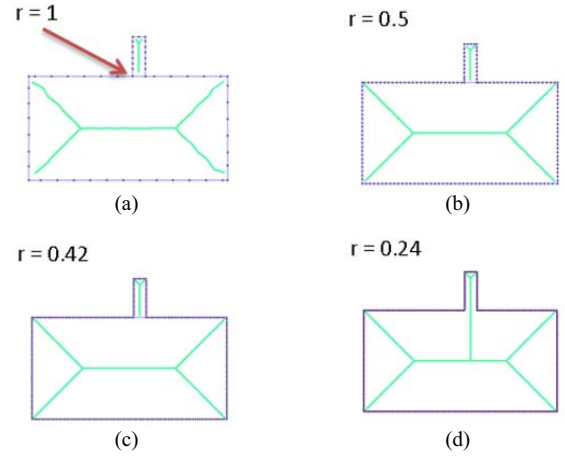 r = 1
r = 0.5
(a)
(b)
r = 0.42
r = 0.24
(c)
(d)